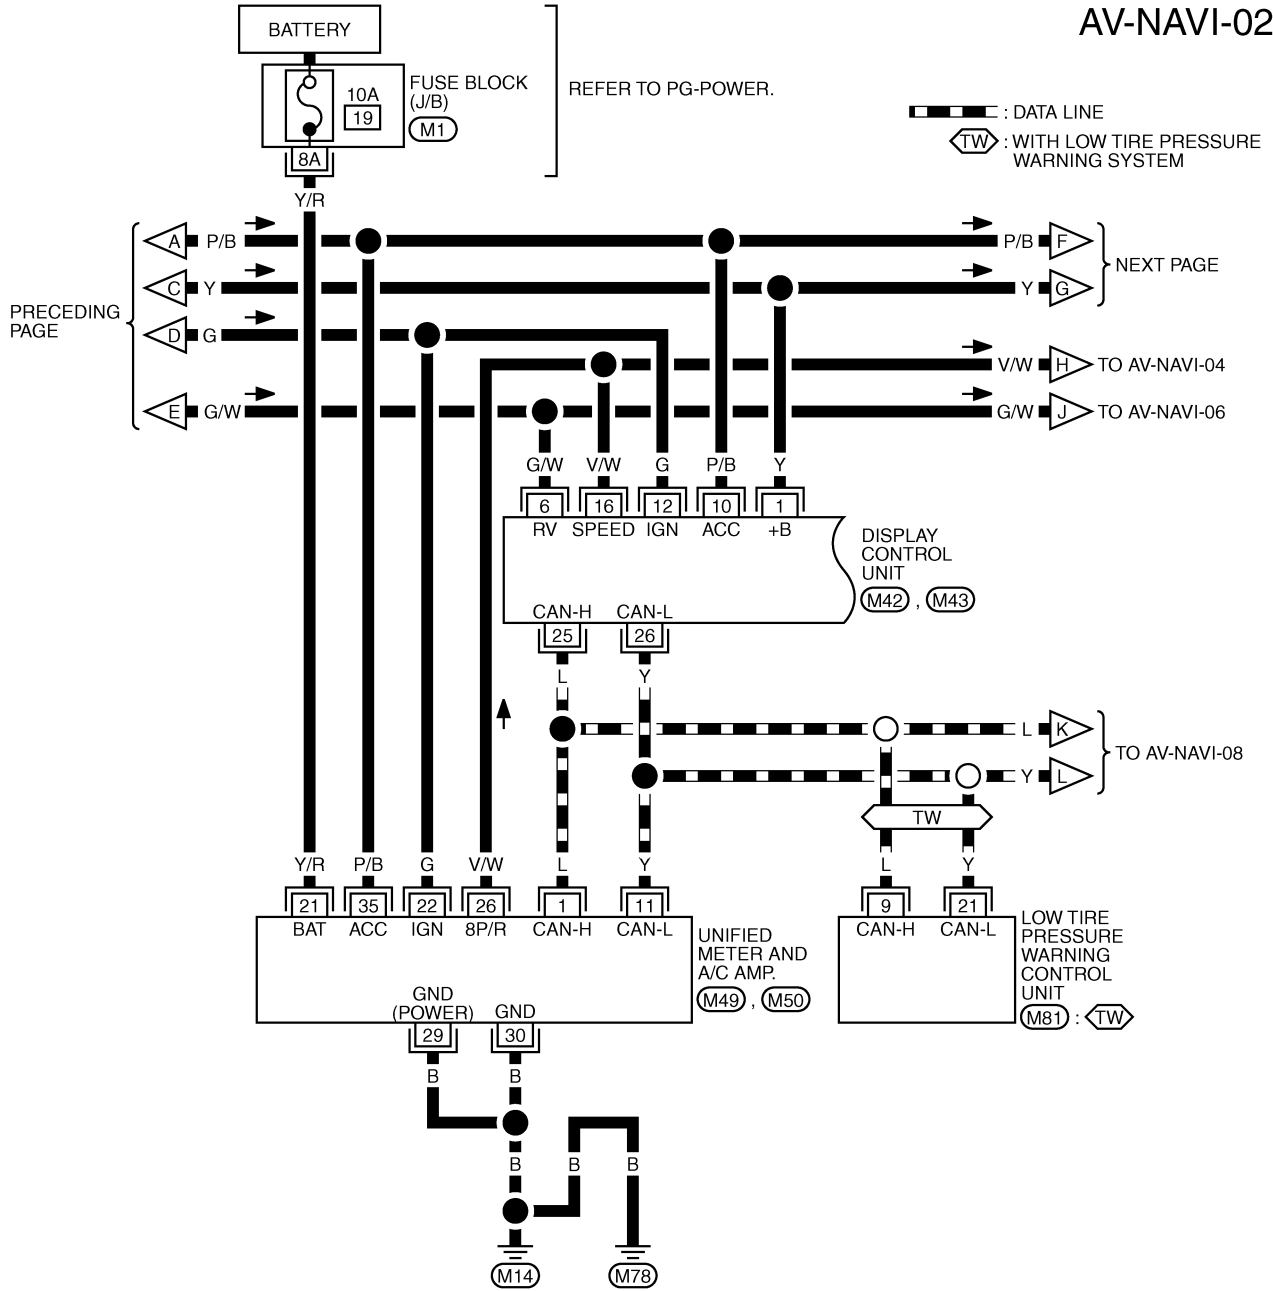 AV-NAVI-02
BATTERY
FUSE BLOCK
(J/B)
M1
10A
19
8A
REFER TO PG-POWER.
: DATA LINE
TW : WITH LOW TIRE PRESSURE
WARNING SYSTEM
Y/R
A P/B P/B F
C Y Y G
NEXT PAGE
PRECEDING
PAGE
D G
V/W H TO AV-NAVI-04
E G/W G/W J TO AV-NAVI-06
G/W V/W G P/B Y
6 16 12 10 1
RV SPEED IGN ACC +B
DISPLAY
CONTROL
UNIT
M42 , M43
CAN-H CAN-L
25 26
L Y
L K
TO AV-NAVI-08
Y L
TW
Y/R P/B G V/W L Y L Y
21 35 22 26 1 11 9 21
BAT ACC IGN 8P/R CAN-H CAN-L CAN-H CAN-L
UNIFIED
METER AND
A/C AMP.
M49 , M50
LOW TIRE
PRESSURE
WARNING
CONTROL
UNIT
M81 : TW
GND
(POWER) GND
29 30
B B
B B B
M14 M78